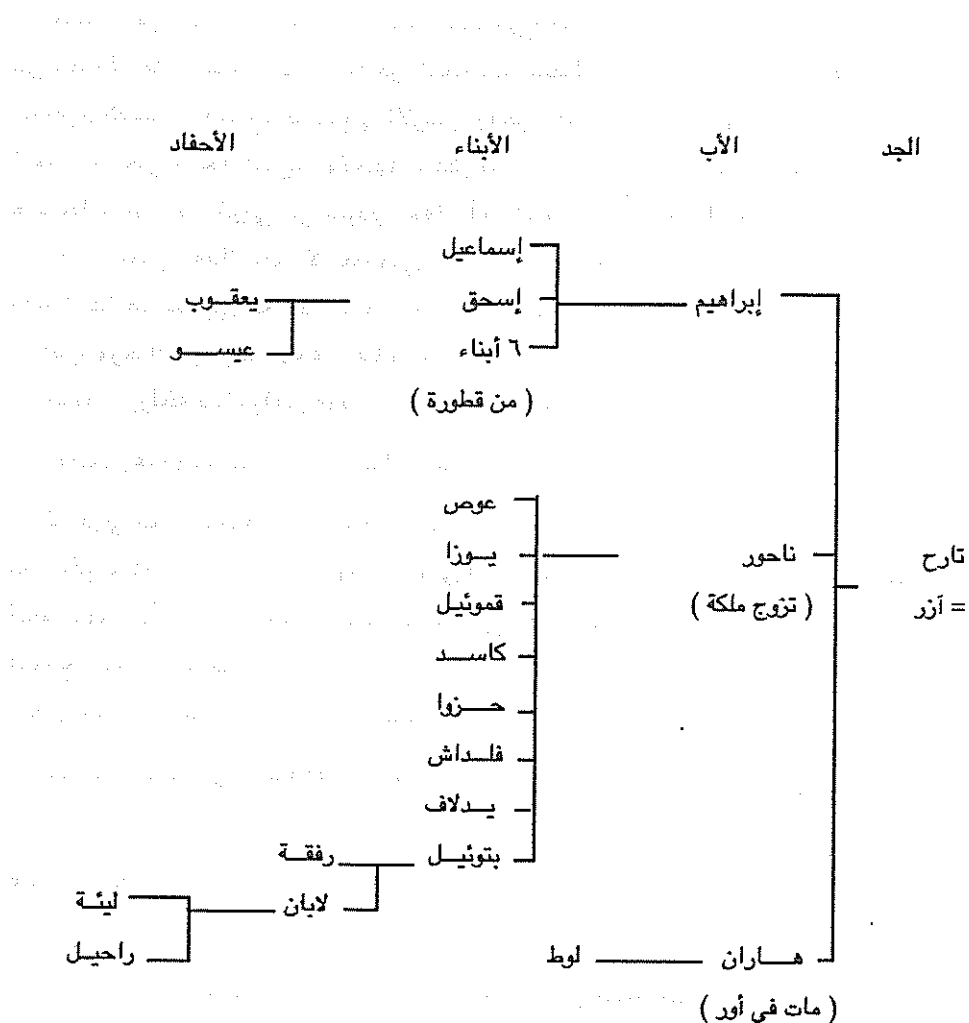 الجد الأب الأبناء الأحفاد
إسماعيل
إبراهيم إسحق يعقوب
٦ أبناء عيسو
( من قطورة )
عوص
تارح ناحور يوزا
= آزر ( تزوج ملكة ) قموئيل
كاسد
حزوا
فلداش
يدلاف
بتوئيل رفقة
لابان ليئة
هاران لوط راحيل
( مات في أور )